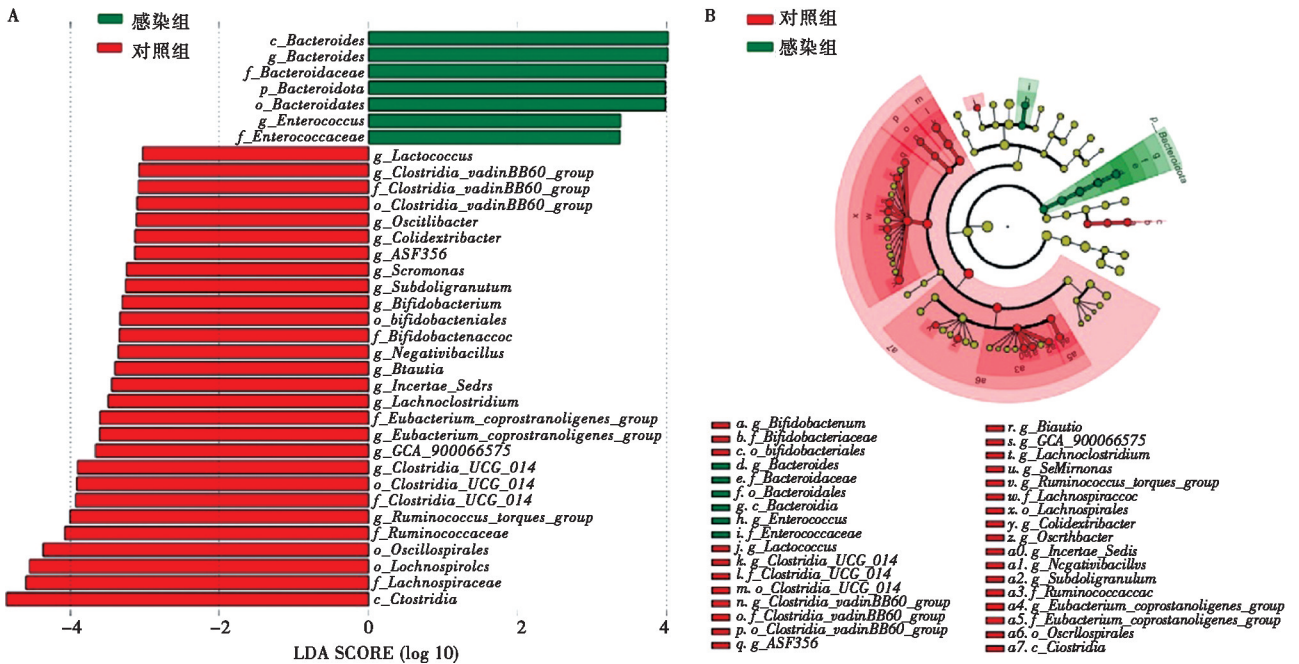 A
感染组
对照组
c_Bacteroides
g_Bacteroides
f_Bacteroidaceae
p_Bacteroidota
o_Bacteroidates
g_Enterococcus
f_Enterococcaceae
g_Lactococcus
g_Clostridia_vadinBB60_group
f_Clostridia_vadinBB60_group
o_Clostridia_vadinBB60_group
g_Oscitlibacter
g_Colidextribacter
g_ASF356
g_Scromonas
g_Subdoligranutum
g_Bifidobacterium
o_bifidobacteniales
f_Bifidobactenaccoc
g_Negativibacillus
g_Btautia
g_Incertae_Sedrs
g_Lachnoclostridium
f_Eubacterium_coprostranoligenes_group
g_Eubacterium_coprostranoligenes_group
g_GCA_900066575
g_Clostridia_UCG_014
o_Clostridia_UCG_014
f_Clostridia_UCG_014
g_Ruminococcus_torques_group
f_Ruminococcaceae
o_Oscillospirales
o_Lochnospirolcs
f_Lachnospiraceae
c_Ctostridia
−4 −2 0 2 4
LDA SCORE (log 10)
B
对照组
感染组
p_Bacteroidota
g
f
e
c
b
i
m
l
p
o
x
w
a7
a6
a3
a5
a. g_Bifidobactenum
b. f_Bifidobacteriaceae
c. o_bifidobacteriales
d. g_Bacteroides
e. f_Bacteroidaceae
f. o_Bacteroidales
g. c_Bacteroidia
h. g_Enterococcus
i. f_Enterococcaceae
j. g_Lactococcus
k. g_Clostridia_UCG_014
l. f_Clostridia_UCG_014
m. o_Clostridia_UCG_014
n. g_Clostridia_vadinBB60_group
o. f_Clostridia_vadinBB60_group
p. o_Clostridia_vadinBB60_group
q. g_ASF356
r. g_Biautio
s. g_GCA_900066575
t. g_Lachnoclistridium
u. g_SeMirnonas
v. g_Ruminococcus_torques_group
w. f_Lachnospiraccoc
x. o_Lachnospirales
y. g_Colidextribacter
z. g_Oscrthbacter
a0. g_Incertae_Sedis
a1. g_Ncgativibacillvs
a2. g_Subdoligranulum
a3. f_Ruminococcaccac
a4. g_Eubacterium_coprostanoligenes_group
a5. f_Eubacterium_coprostanoligenes_group
a6. o_Oscrllospirales
a7. c_Ciostridia